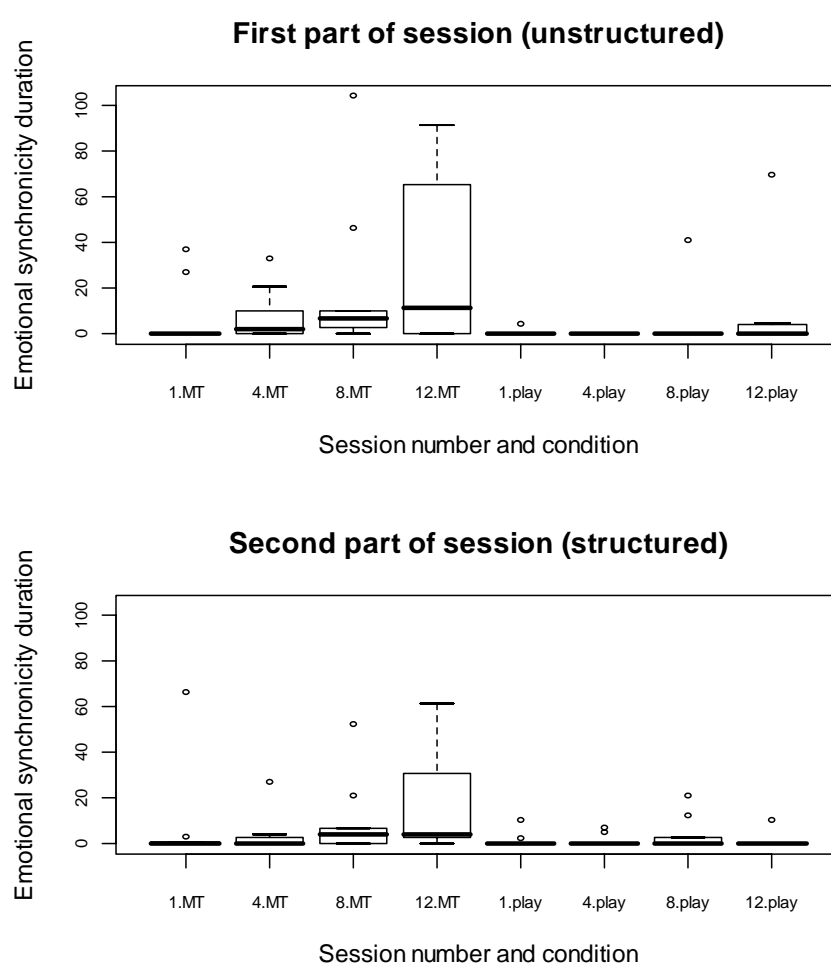 First part of session (unstructured)
Emotional synchronicity duration
100
80
60
40
20
0
1.MT 4.MT 8.MT 12.MT 1.play 4.play 8.play 12.play
Session number and condition
Second part of session (structured)
Emotional synchronicity duration
100
80
60
40
20
0
1.MT 4.MT 8.MT 12.MT 1.play 4.play 8.play 12.play
Session number and condition